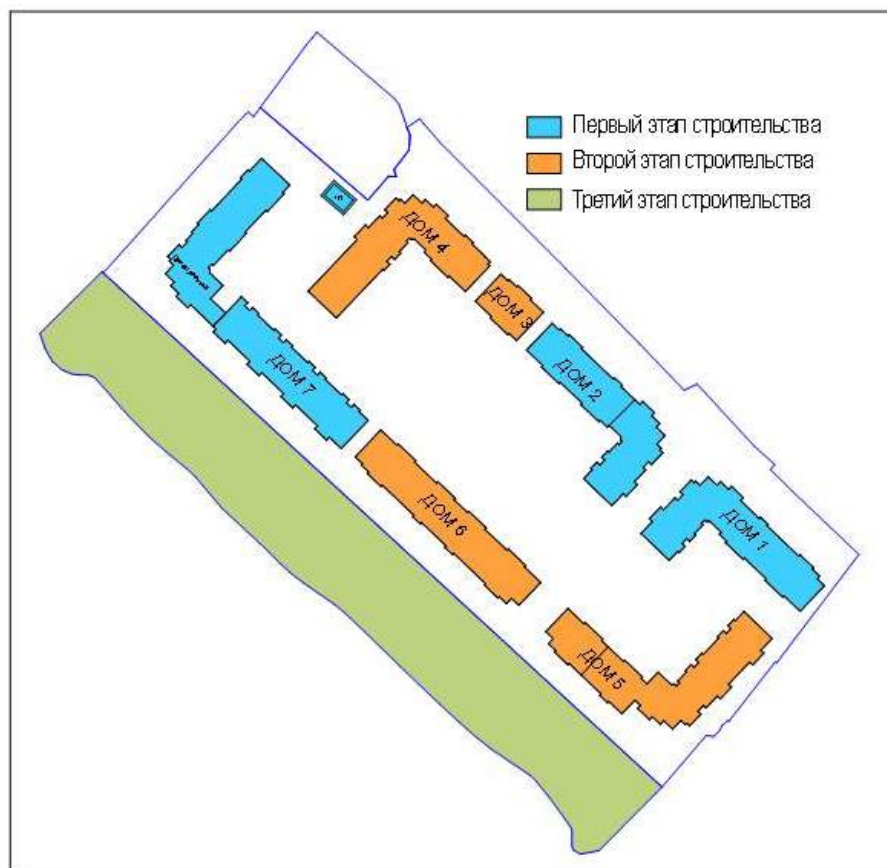 Первый этап строительства
Второй этап строительства
Третий этап строительства
ДОМ 4
ДОМ 3
ДОМ 2
ДОМ 7
ДОМ 6
ДОМ 1
ДОМ 5